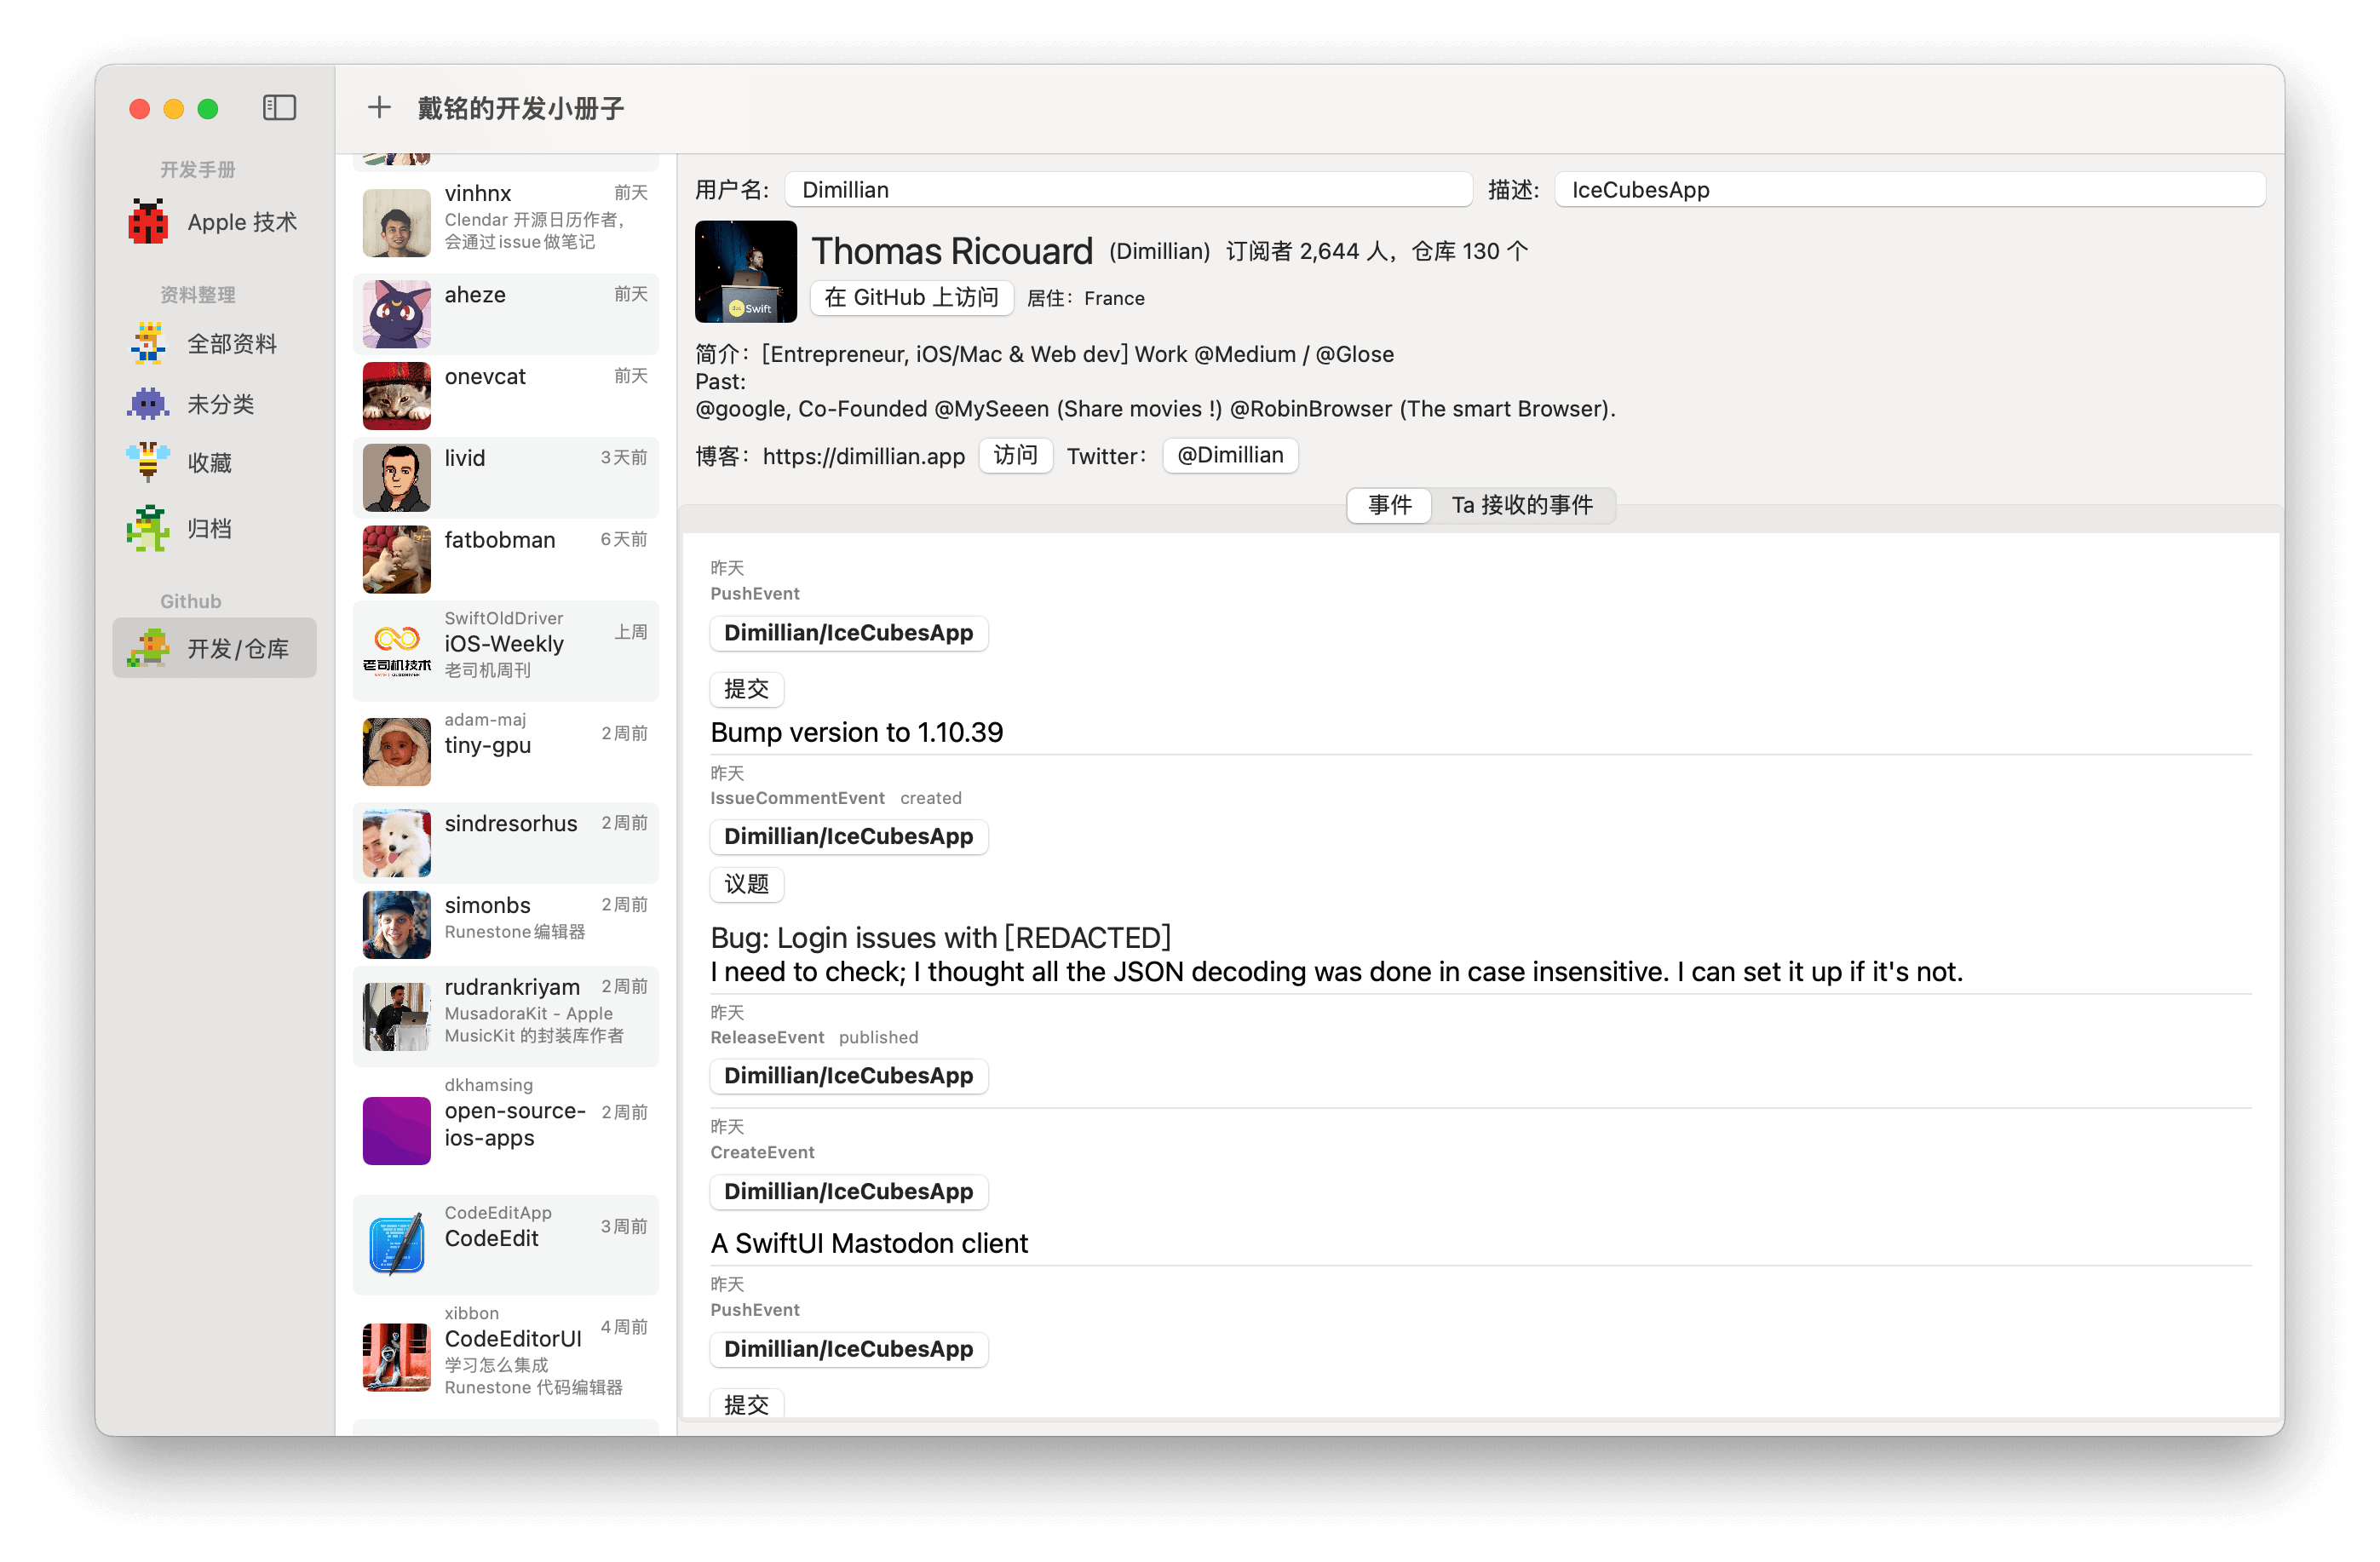 戴铭的开发小册子
开发手册
Apple 技术
资料整理
全部资料
未分类
收藏
归档
Github
开发/仓库
vinhnx
前天
Clendar 开源日历作者，
会通过issue做笔记
aheze
前天
onevcat
前天
livid
3天前
fatbobman
6天前
SwiftOldDriver
iOS-Weekly
上周
老司机周刊
老司机技术
adam-maj
tiny-gpu
2周前
sindresorhus
2周前
simonbs
2周前
Runestone编辑器
rudrankriyam
2周前
MusadoraKit - Apple
MusicKit 的封装库作者
dkhamsing
open-source-
ios-apps
2周前
CodeEditApp
CodeEdit
3周前
xibbon
CodeEditorUI
4周前
学习怎么集成
Runestone 代码编辑器
用户名: Dimillian 描述: IceCubesApp
Swift
Thomas Ricouard (Dimillian) 订阅者 2,644 人，仓库 130 个
在 GitHub 上访问 居住：France
简介：[Entrepreneur, iOS/Mac & Web dev] Work @Medium / @Glose
Past:
@google, Co-Founded @MySeeen (Share movies !) @RobinBrowser (The smart Browser).
博客：https://dimillian.app 访问 Twitter： @Dimillian
事件 Ta 接收的事件
昨天
PushEvent
Dimillian/IceCubesApp
提交
Bump version to 1.10.39
昨天
IssueCommentEvent created
Dimillian/IceCubesApp
议题
Bug: Login issues with [REDACTED]
I need to check; I thought all the JSON decoding was done in case insensitive. I can set it up if it's not.
昨天
ReleaseEvent published
Dimillian/IceCubesApp
昨天
CreateEvent
Dimillian/IceCubesApp
A SwiftUI Mastodon client
昨天
PushEvent
Dimillian/IceCubesApp
提交